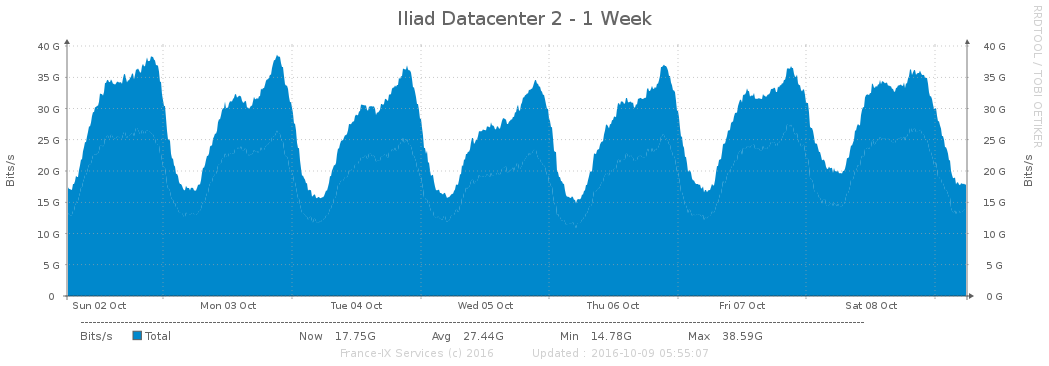 Iliad Datacenter 2 - 1 Week
RRDTOOL / TOBI OETIKER
Bits/s
40 G 40 G
35 G 35 G
30 G 30 G
25 G 25 G
20 G 20 G
15 G 15 G
10 G 10 G
5 G 5 G
0 0 G
Bits/s
Sun 02 Oct Mon 03 Oct Tue 04 Oct Wed 05 Oct Thu 06 Oct Fri 07 Oct Sat 08 Oct
Bits/s Total Now 17.75G Avg 27.44G Min 14.78G Max 38.59G
France-IX Services (c) 2016 Updated : 2016-10-09 05:55:07